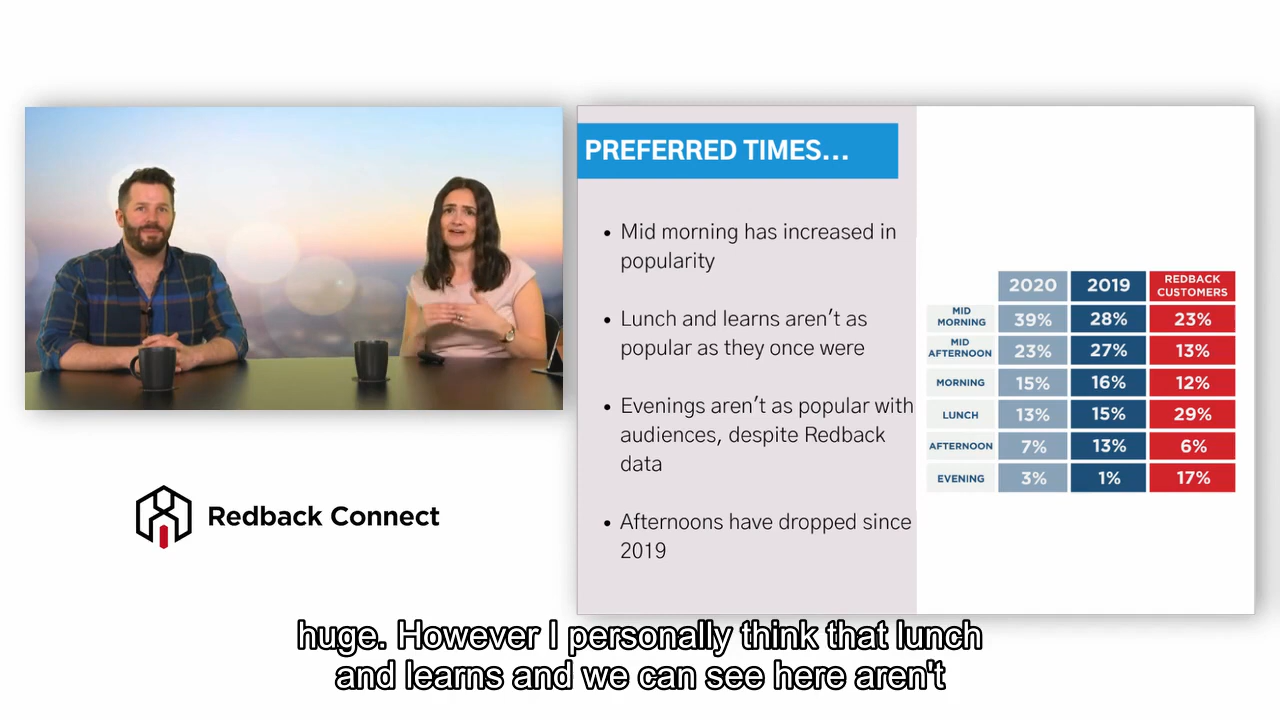 PREFERRED TIMES...
• Mid morning has increased in
popularity
• Lunch and learns aren't as
popular as they once were
• Evenings aren't as popular with
audiences, despite Redback
data
• Afternoons have dropped since
2019
2020 2019 REDBACK
CUSTOMERS
MID
MORNING 39% 28% 23%
MID
AFTERNOON 23% 27% 13%
MORNING 15% 16% 12%
LUNCH 13% 15% 29%
AFTERNOON 7% 13% 6%
EVENING 3% 1% 17%
Redback Connect
huge. However I personally think that lunch
and learns and we can see here aren't